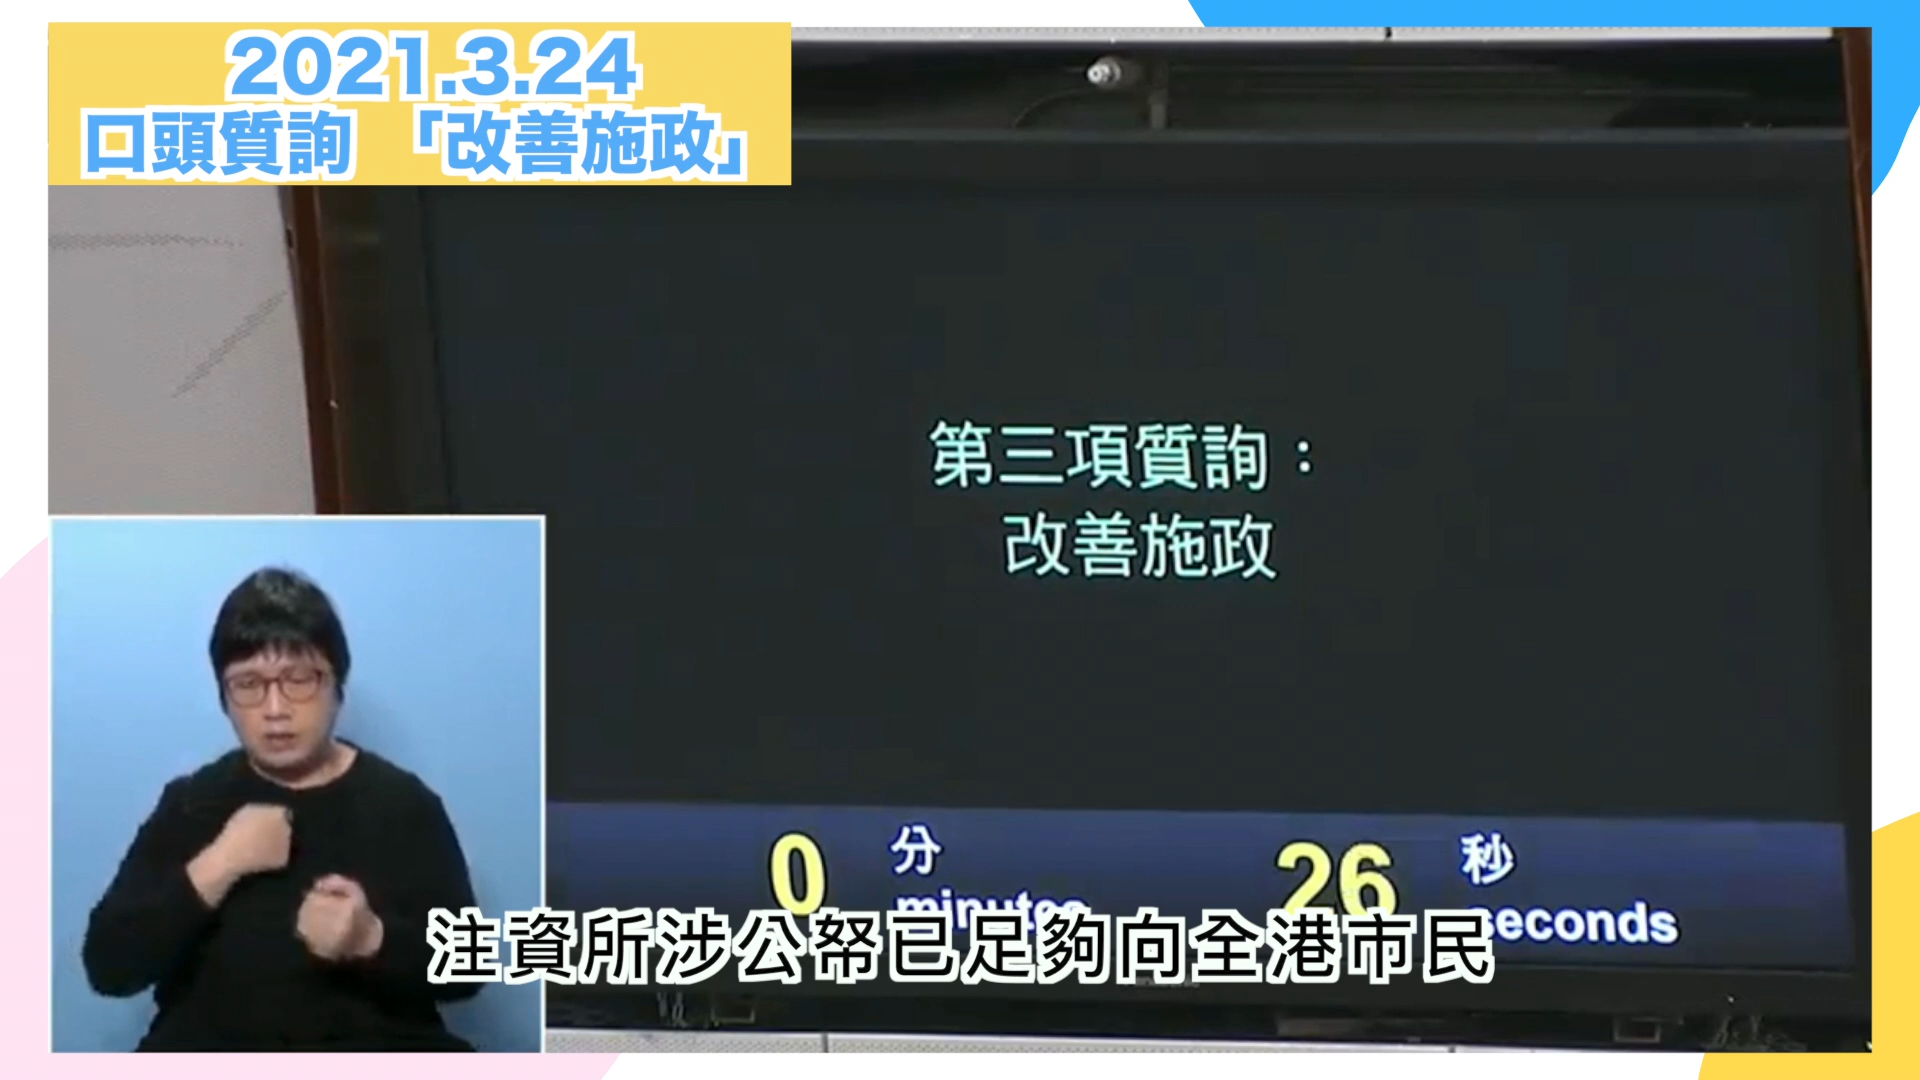 2021.3.24
口頭質詢 「改善施政」
第三項質詢：
改善施政
0 分 26 秒
minutes seconds
注資所涉公帑已足夠向全港市民